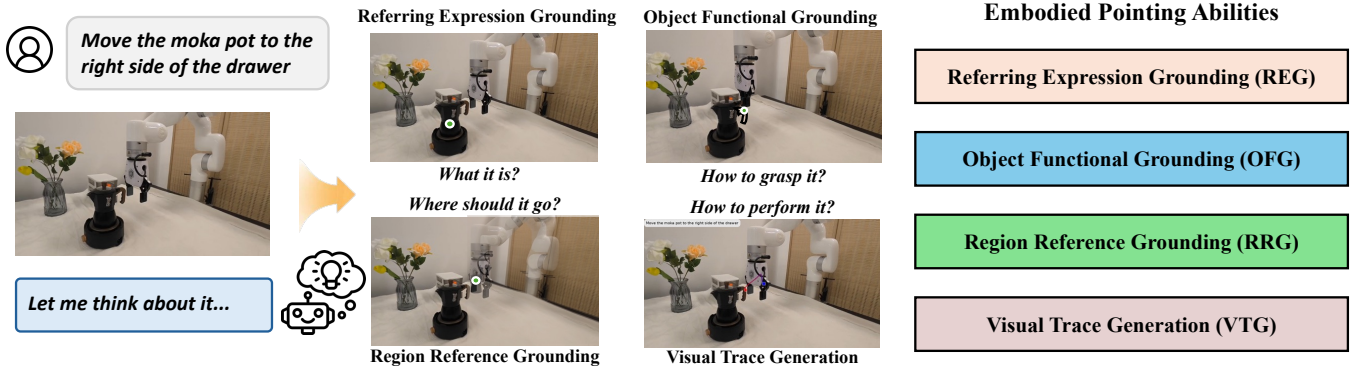 Move the moka pot to the
right side of the drawer
Let me think about it...
Referring Expression Grounding
What it is?
Object Functional Grounding
How to grasp it?
Where should it go?
Region Reference Grounding
How to perform it?
Move the moka pot to the right side of the drawer
Visual Trace Generation
Embodied Pointing Abilities
Referring Expression Grounding (REG)
Object Functional Grounding (OFG)
Region Reference Grounding (RRG)
Visual Trace Generation (VTG)